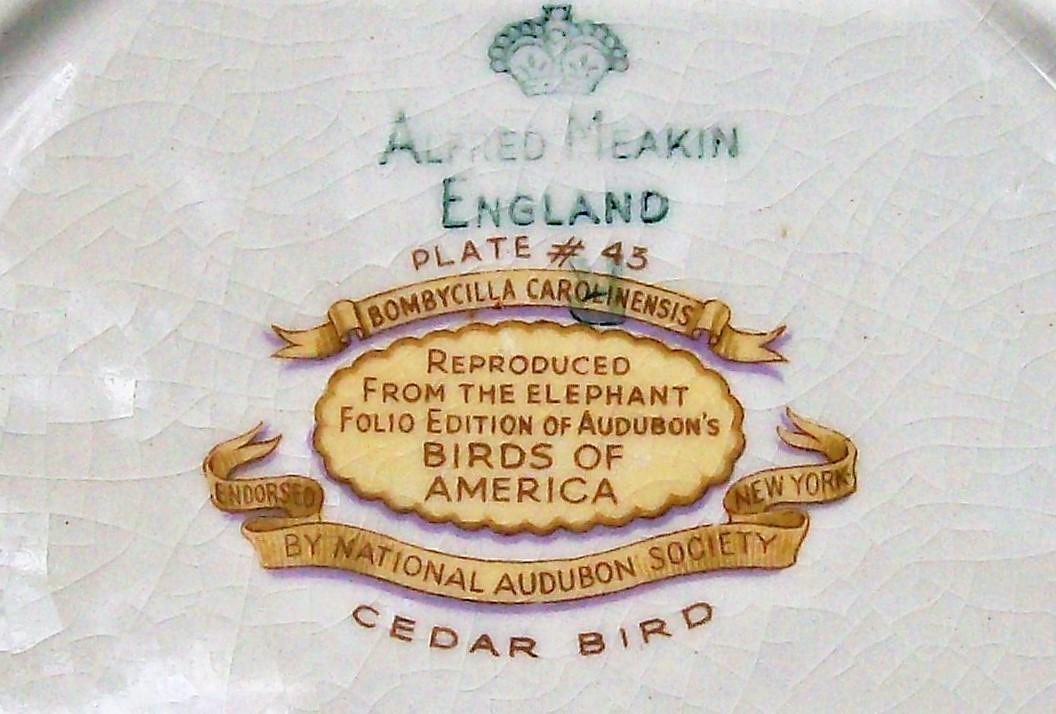 ALFRED MEAKIN
ENGLAND
PLATE # 43
U
BOMBYCILLA CAROLINENSIS
REPRODUCED
FROM THE ELEPHANT
FOLIO EDITION OF AUDUBON'S
BIRDS OF
AMERICA
ENDORSED
BY NATIONAL AUDUBON SOCIETY
NEW YORK
CEDAR BIRD